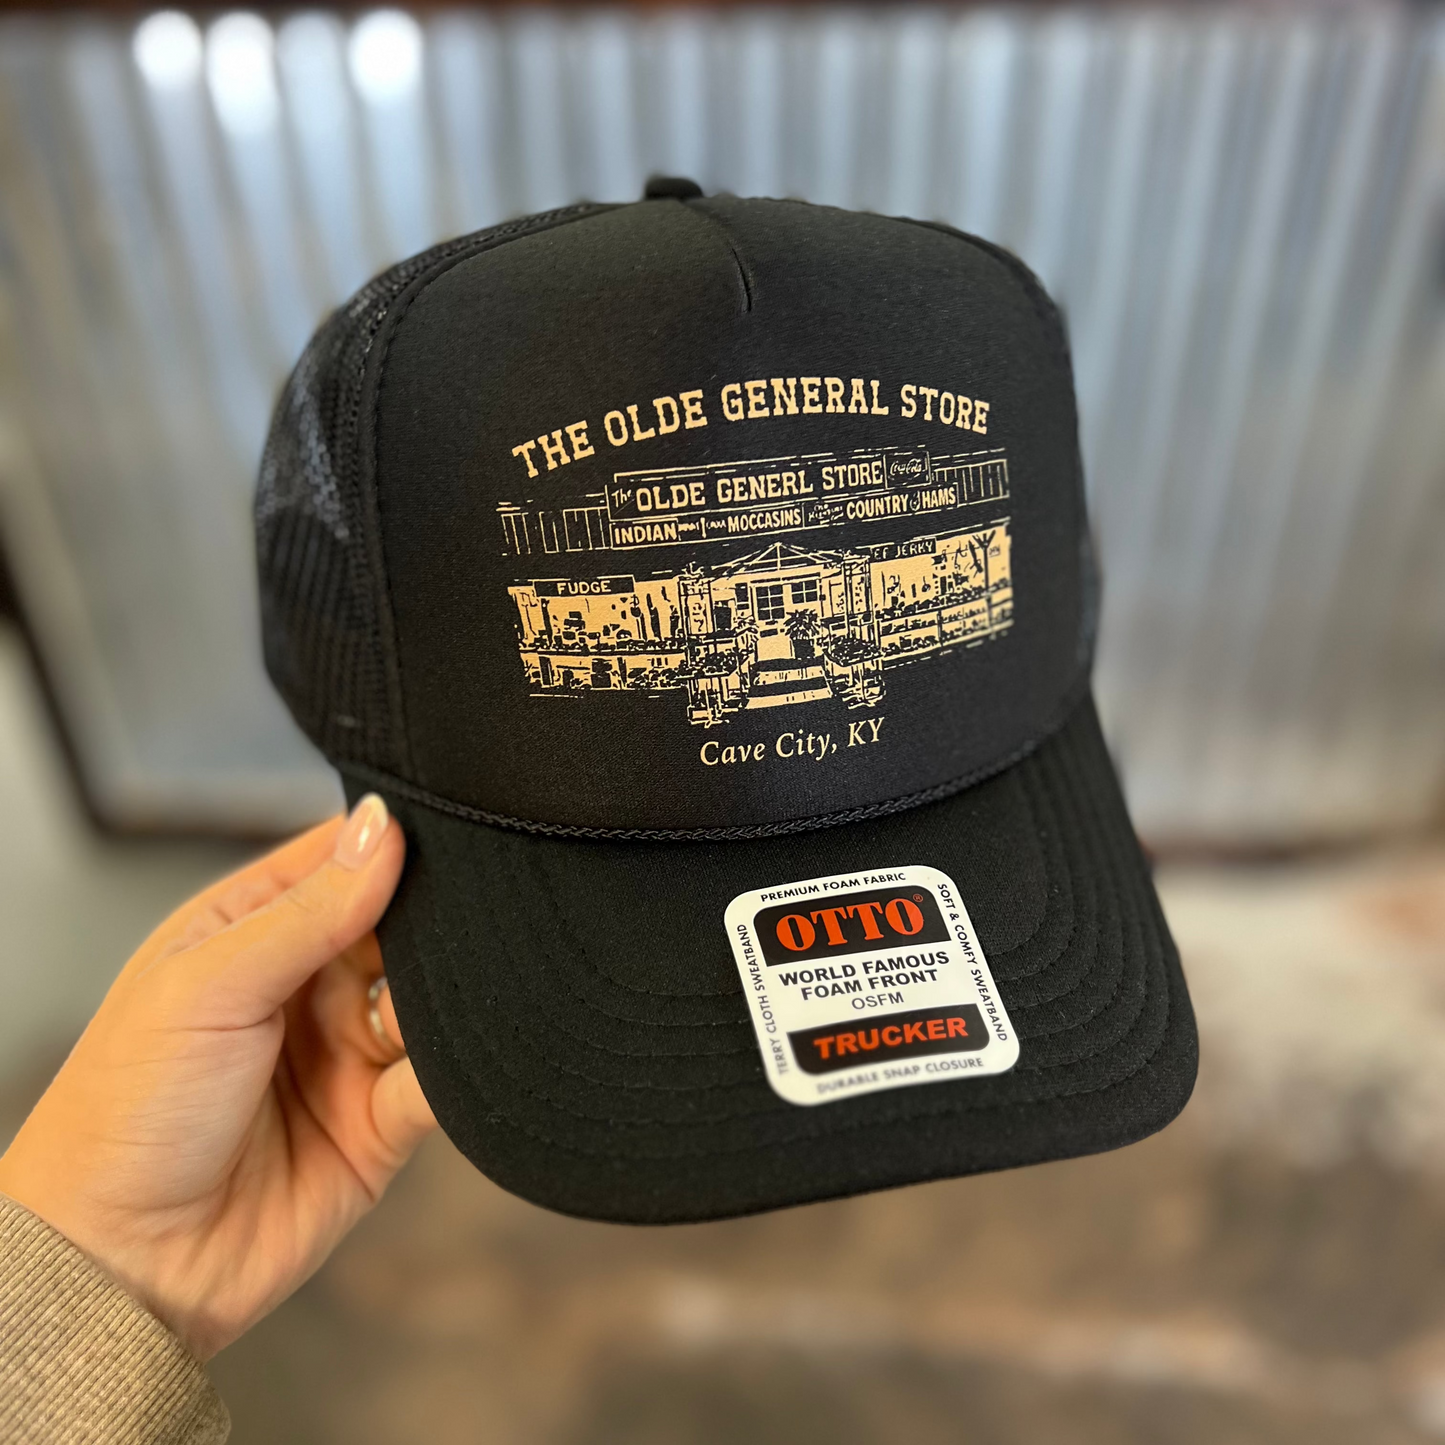 THE OLDE GENERAL STORE
The OLDE GENERL STORE Coca-Cola
INDIAN MOCCASINS COUNTRY HAMS
EF JERKY
FUDGE
Cave City, KY
PREMIUM FOAM FABRIC
SOFT & COMFY SWEATBAND
TERRY CLOTH SWEATBAND
OTTO®
WORLD FAMOUS
FOAM FRONT
OSFM
TRUCKER
DURABLE SNAP CLOSURE